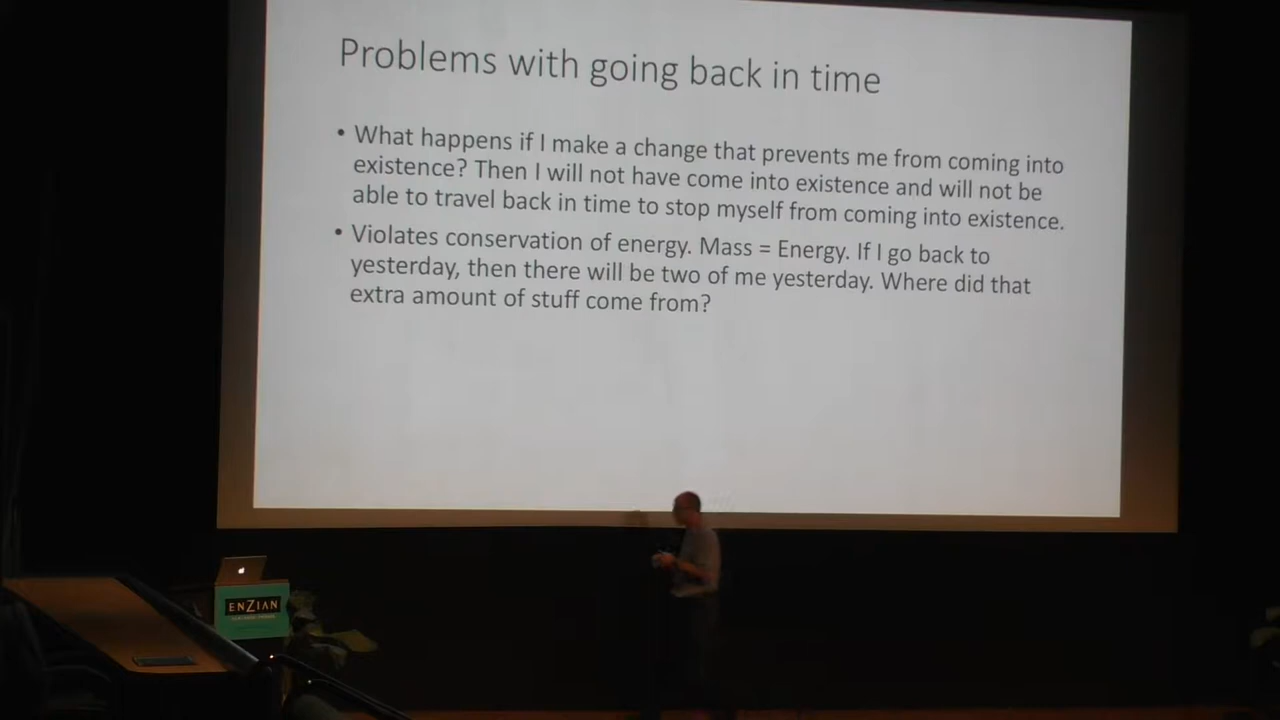 Problems with going back in time
• What happens if I make a change that prevents me from coming into
existence? Then I will not have come into existence and will not be
able to travel back in time to stop myself from coming into existence.
• Violates conservation of energy. Mass = Energy. If I go back to
yesterday, then there will be two of me yesterday. Where did that
extra amount of stuff come from?
ENZIAN